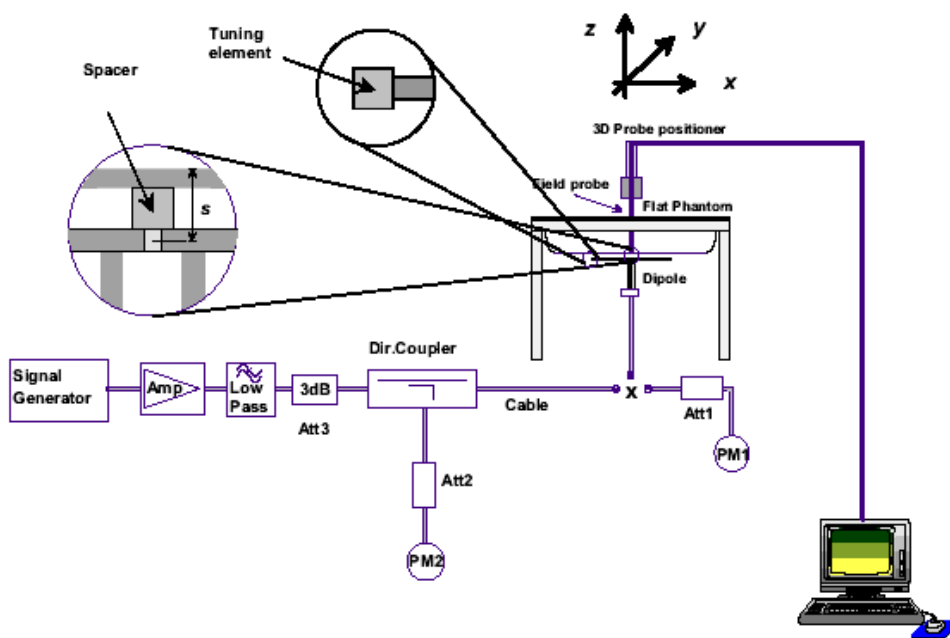 Tuning
element
Spacer
s
z
y
x
3D Probe positioner
Field probe
Flat Phantom
Dipole
Dir.Coupler
Signal
Generator
Amp
Low
Pass
3dB
Att3
Cable
x
Att1
PM1
Att2
PM2